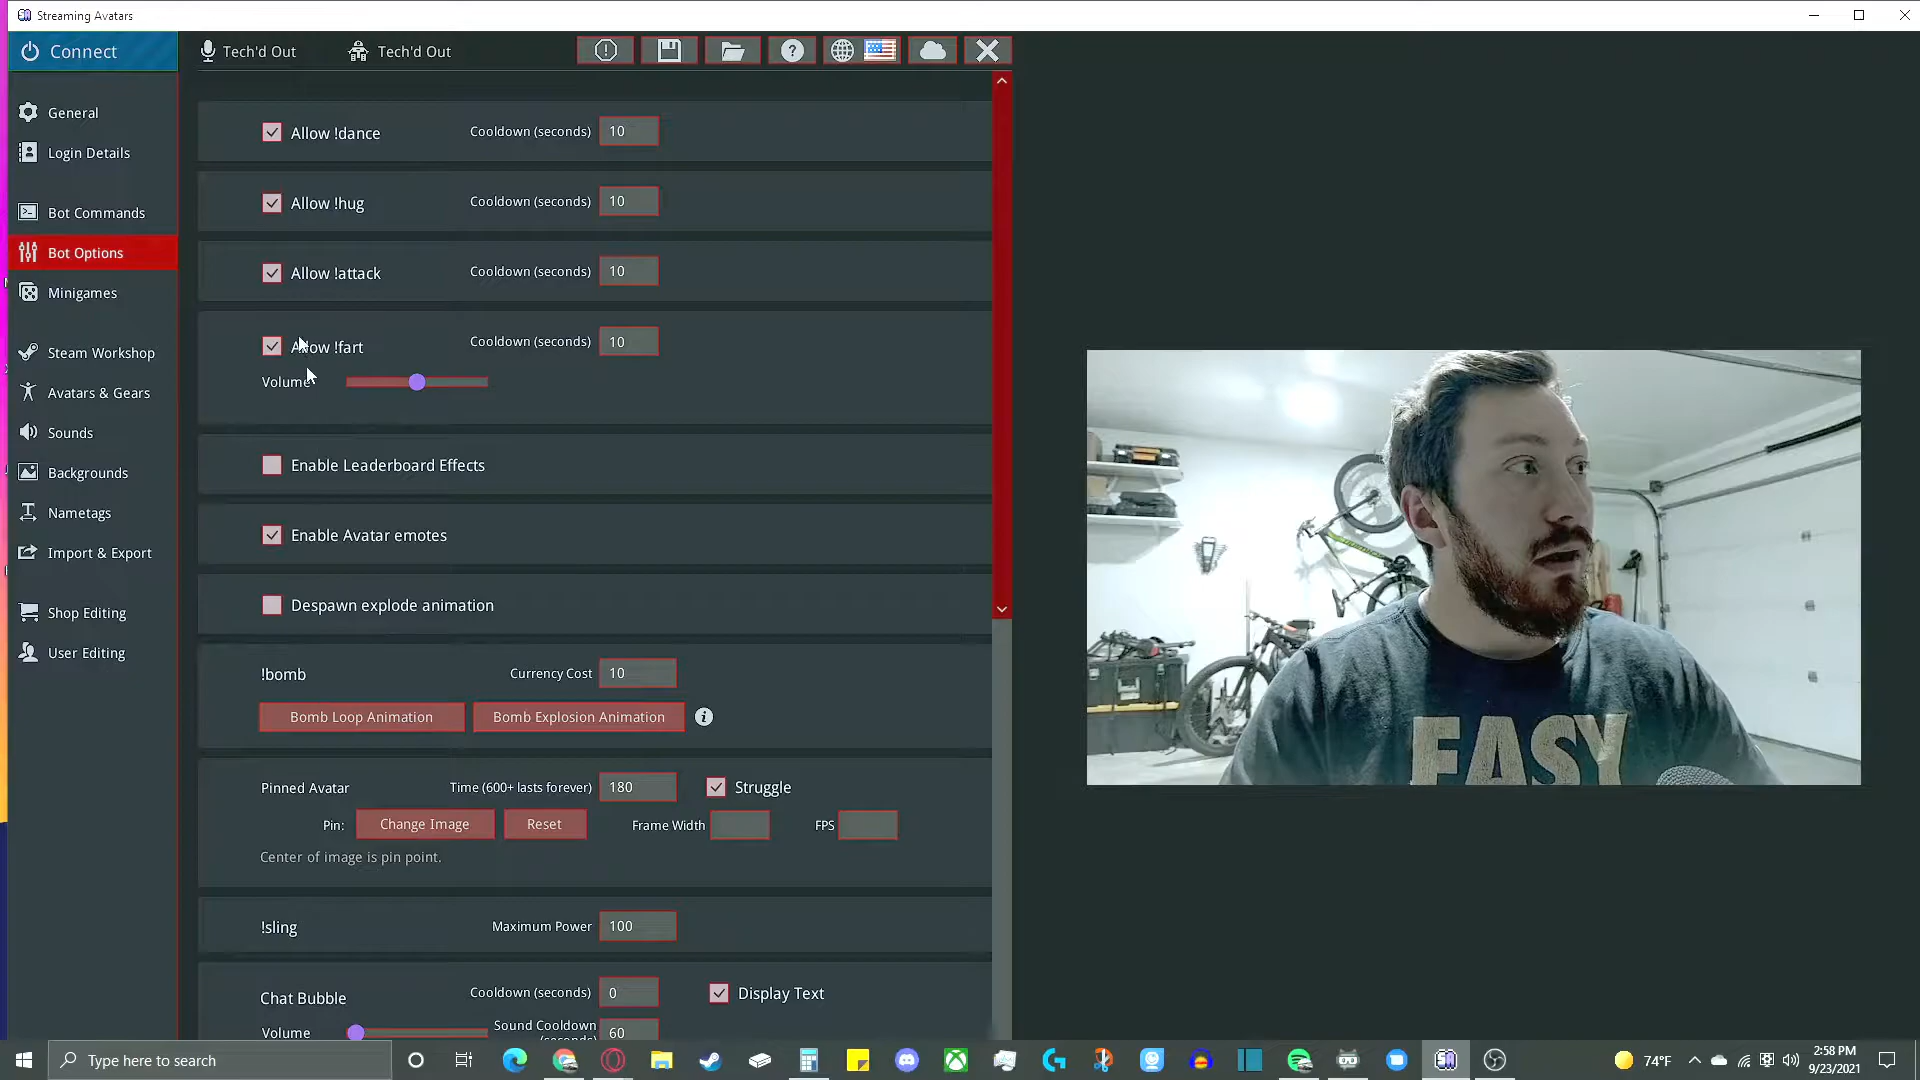 Streaming Avatars
Connect
Tech'd Out
Tech'd Out
General
Login Details
Bot Commands
Bot Options
Minigames
Steam Workshop
Avatars & Gears
Sounds
Backgrounds
Nametags
Import & Export
Shop Editing
User Editing
Allow !dance Cooldown (seconds) 10
Allow !hug Cooldown (seconds) 10
Allow !attack Cooldown (seconds) 10
Allow !fart Cooldown (seconds) 10
Volume
Enable Leaderboard Effects
Enable Avatar emotes
Despawn explode animation
!bomb Currency Cost 10
Bomb Loop Animation Bomb Explosion Animation
Pinned Avatar Time (600+ lasts forever) 180 Struggle
Pin: Change Image Reset Frame Width FPS
Center of image is pin point.
!sling Maximum Power 100
Chat Bubble Cooldown (seconds) 0 Display Text
Volume Sound Cooldown 60
EASY
Type here to search
74°F
2:58 PM
9/23/2021